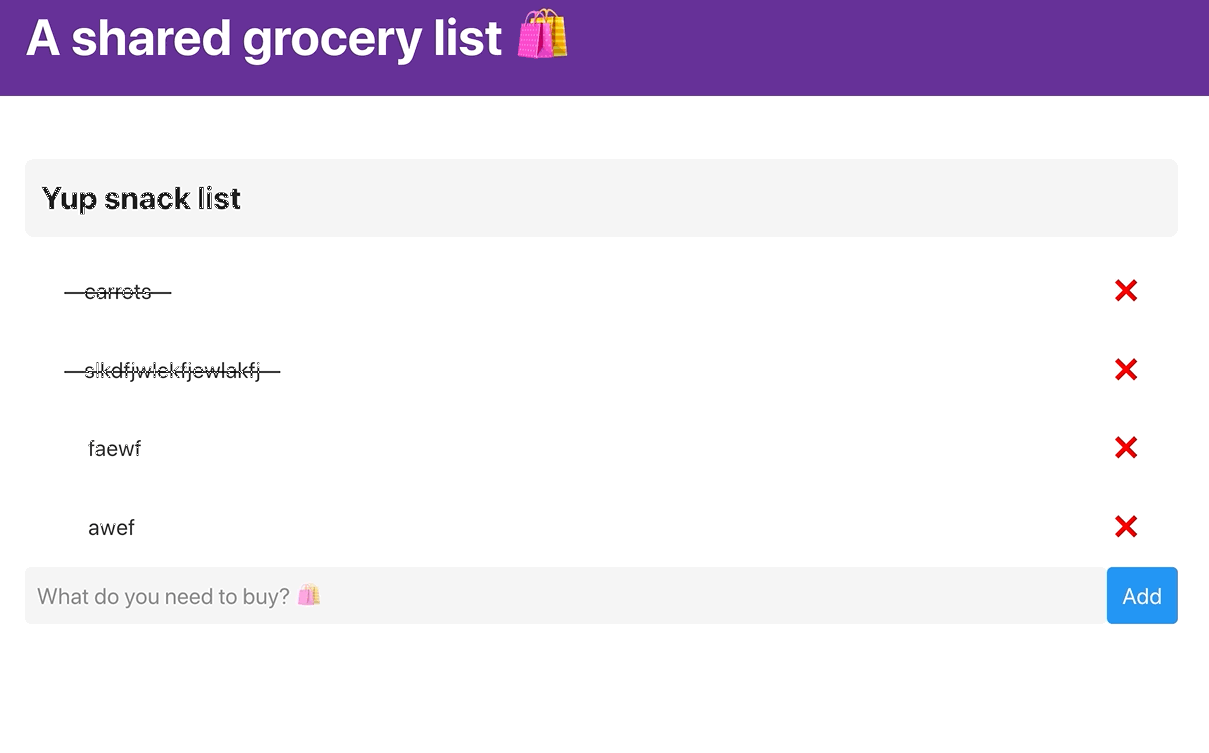 A shared grocery list 🛍️
Yup snack list
carrots
slkdfjwlekfjewlakfj
faewf
awef
What do you need to buy? 🛍️
Add